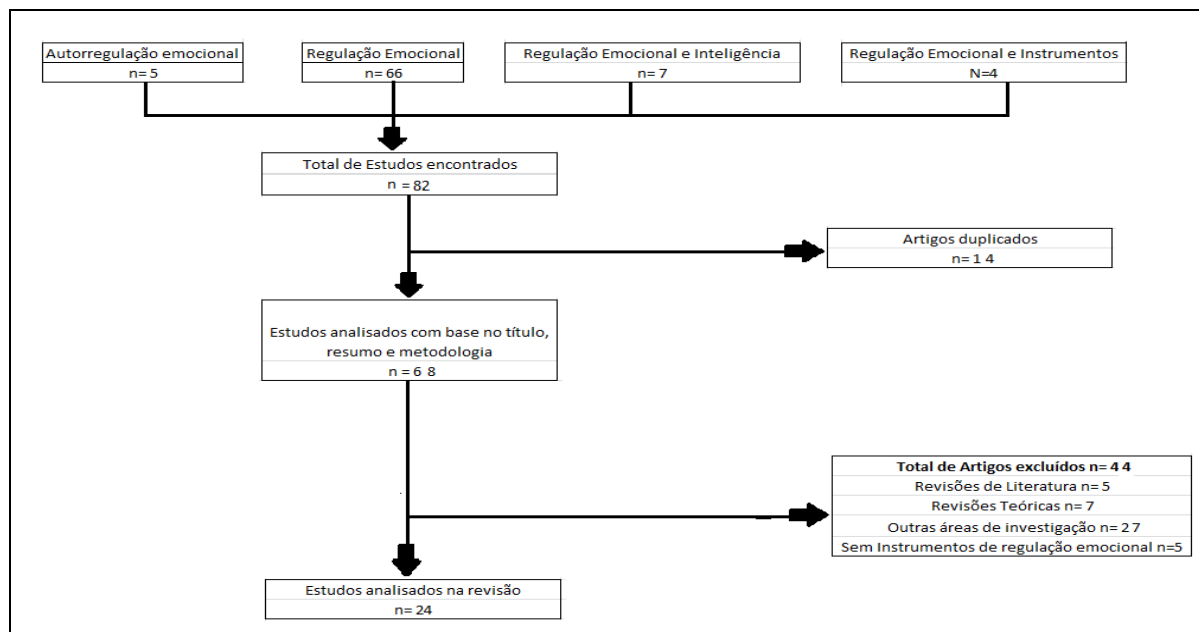 Autorregulação emocional
n= 5
Regulação Emocional
n= 66
Regulação Emocional e Inteligência
n= 7
Regulação Emocional e Instrumentos
N=4
Total de Estudos encontrados
n = 82
Artigos duplicados
n= 1 4
Estudos analisados com base no título,
resumo e metodologia
n = 6 8
Total de Artigos excluídos n= 4 4
Revisões de Literatura n= 5
Revisões Teóricas n= 7
Outras áreas de investigação n= 2 7
Sem Instrumentos de regulação emocional n=5
Estudos analisados na revisão
n= 24